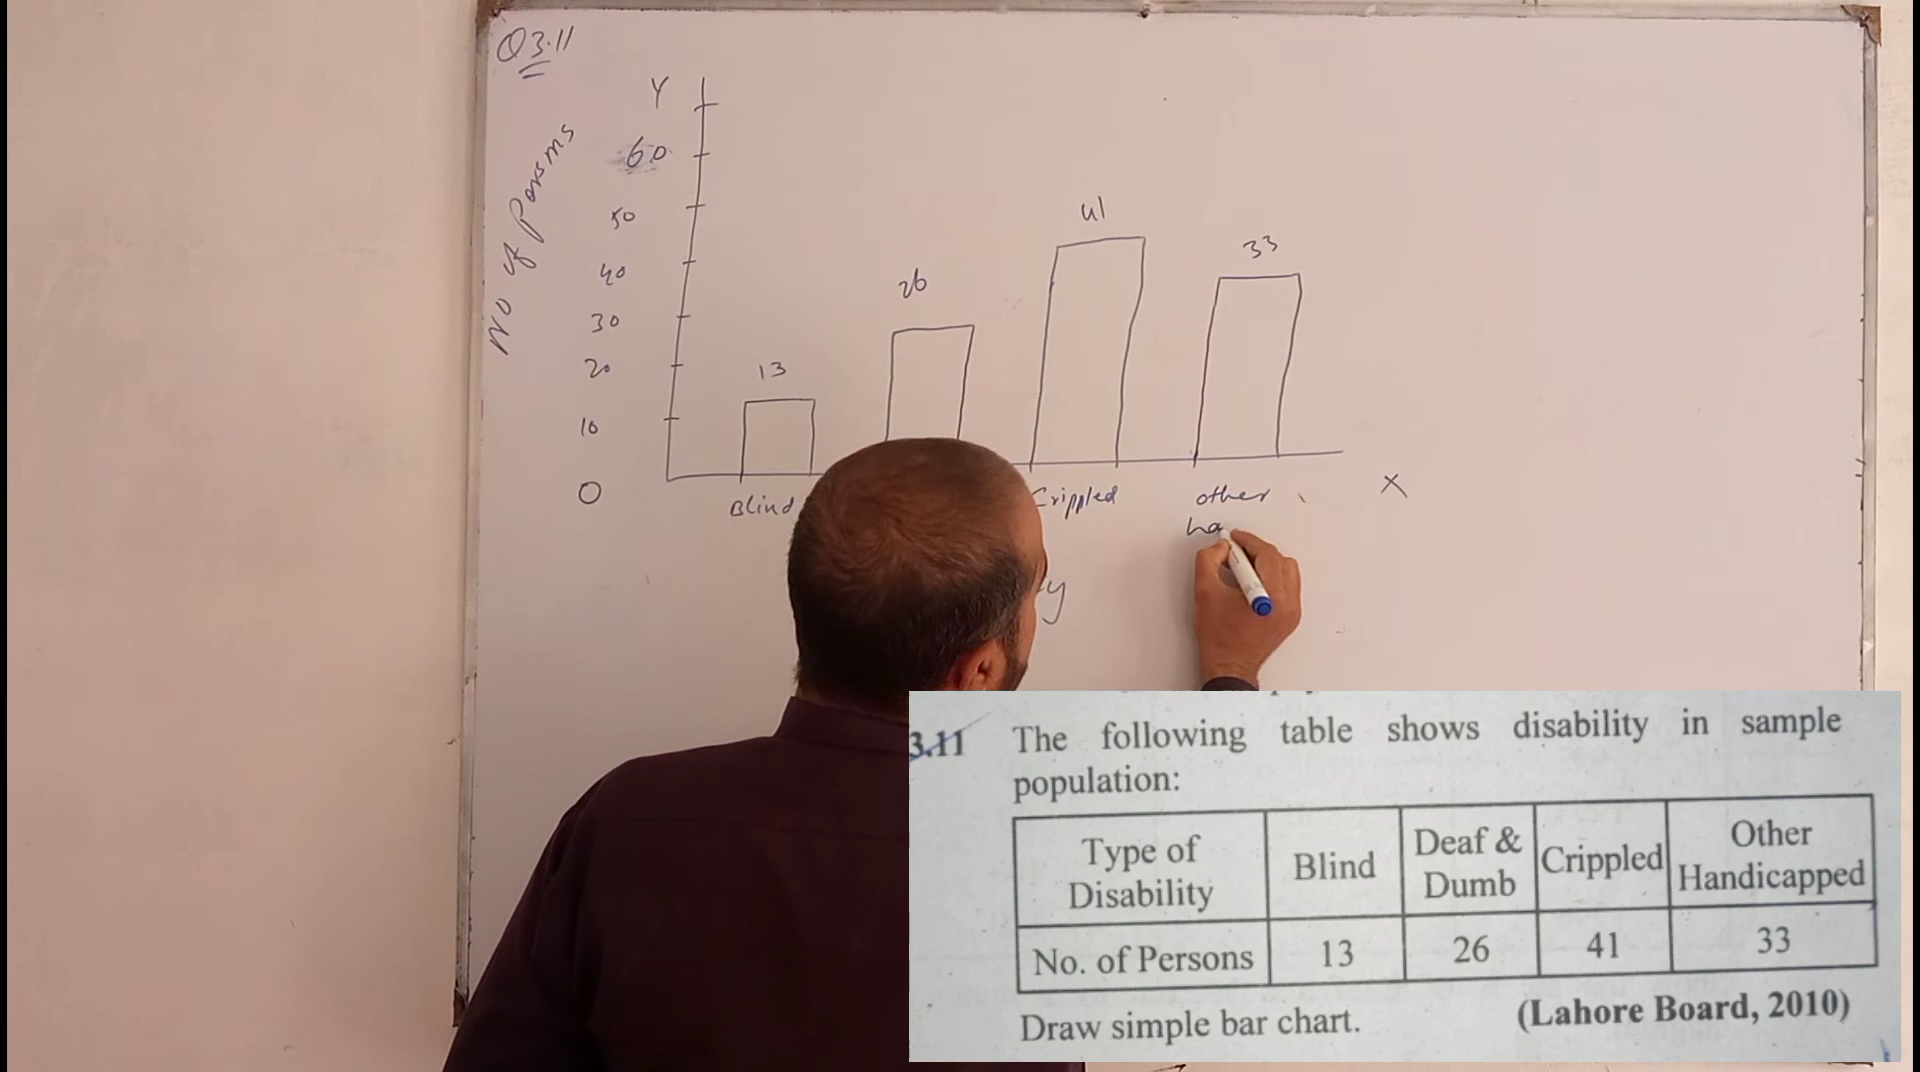 Q3.11
Y
No of Persons
60
50
40
30
20
10
0
13
26
41
33
Blind
Crippled
other
ha
X
y
3.11 The following table shows disability in sample
population:
Type of Disability Blind Deaf & Dumb Crippled Other Handicapped
No. of Persons 13 26 41 33
Draw simple bar chart. (Lahore Board, 2010)